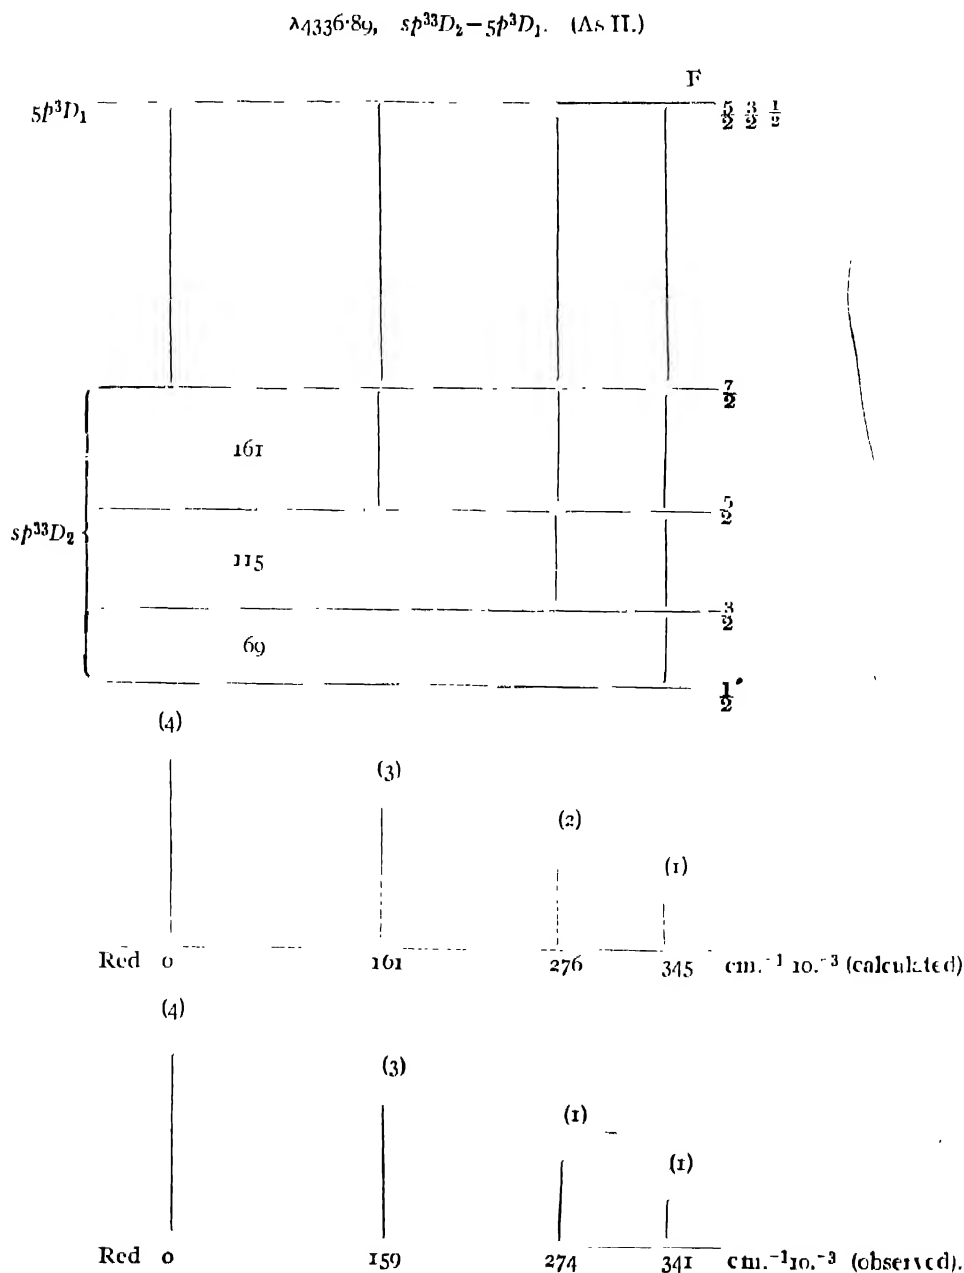 λ4336·89, sp³³D₂–5p³D₁. (As II.)
F
5p³D₁ 5/2 3/2 1/2
7/2
161
5/2
sp³³D₂
115
3/2
69
1/2
(4)
(3)
(2)
(1)
Red 0 161 276 345 cm.⁻¹ 10.⁻³ (calculated)
(4)
(3)
(1)
(1)
Red 0 159 274 341 cm.⁻¹10.⁻³ (observed).